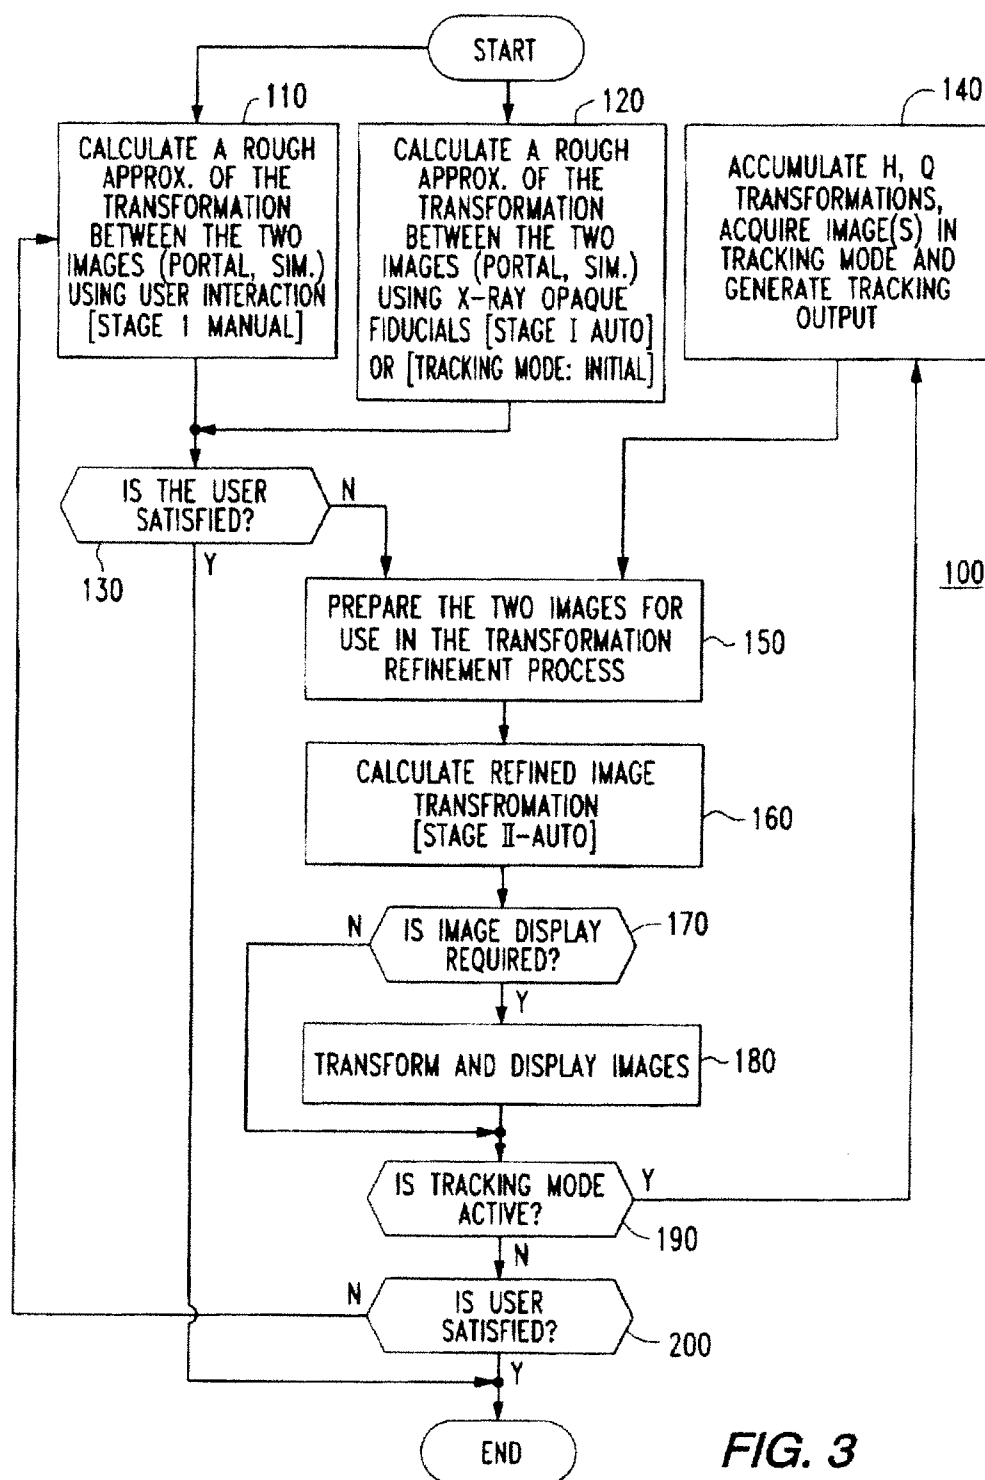 START
110
CALCULATE A ROUGH
APPROX. OF THE
TRANSFORMATION
BETWEEN THE TWO
IMAGES (PORTAL, SIM.)
USING USER INTERACTION
[STAGE 1 MANUAL]
120
CALCULATE A ROUGH
APPROX. OF THE
TRANSFORMATION
BETWEEN THE TWO
IMAGES (PORTAL, SIM.)
USING X-RAY OPAQUE
FIDUCIALS [STAGE I AUTO]
OR [TRACKING MODE: INITIAL]
140
ACCUMULATE H, Q
TRANSFORMATIONS,
ACQUIRE IMAGE(S) IN
TRACKING MODE AND
GENERATE TRACKING
OUTPUT
IS THE USER
SATISFIED?
N
Y
130
100
PREPARE THE TWO IMAGES FOR
USE IN THE TRANSFORMATION
REFINEMENT PROCESS
150
CALCULATE REFINED IMAGE
TRANSFROMATION
[STAGE II-AUTO]
160
N
IS IMAGE DISPLAY
REQUIRED?
170
Y
TRANSFORM AND DISPLAY IMAGES
180
IS TRACKING MODE
ACTIVE?
Y
190
N
N
IS USER
SATISFIED?
200
Y
END
FIG. 3